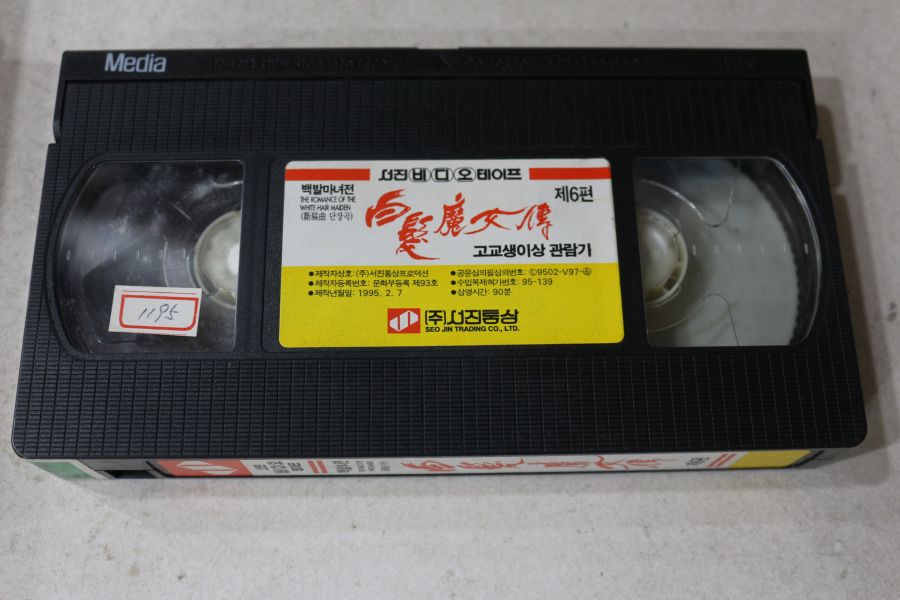 Media
서진비디오테이프
백발마녀전
THE ROMANCE OF THE
WHITE-HAIR MAIDEN
(斷腸曲 단장곡)
白髮魔女傳
제6편
고교생이상 관람가
•제작자상호: (주)서진통상프로덕션
•제작자등록번호: 문화부등록 제93호
•제작년월일: 1995. 2. 7
•공윤심의필심의번호: ①9502-V97-⑥
•수입복제허가번호: 95-139
•상영시간: 90분
(주)서진통상
SEO JIN TRADING CO., LTD.
1195